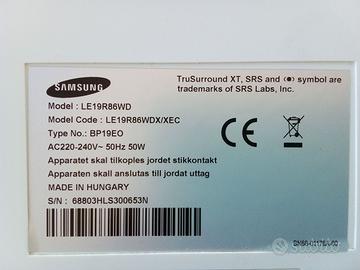 SAMSUNG
TruSurround XT, SRS and (●) symbol are
trademarks of SRS Labs, Inc.
Model : LE19R86WD
Model Code : LE19R86WDX/XEC
Type No.: BP19EO
AC220-240V~ 50Hz 50W
Apparatet skal tilkoples jordet stikkontakt
Apparaten skall anslutas till jordat uttag
MADE IN HUNGARY
S/N : 68803HLS300653N
CE
subito